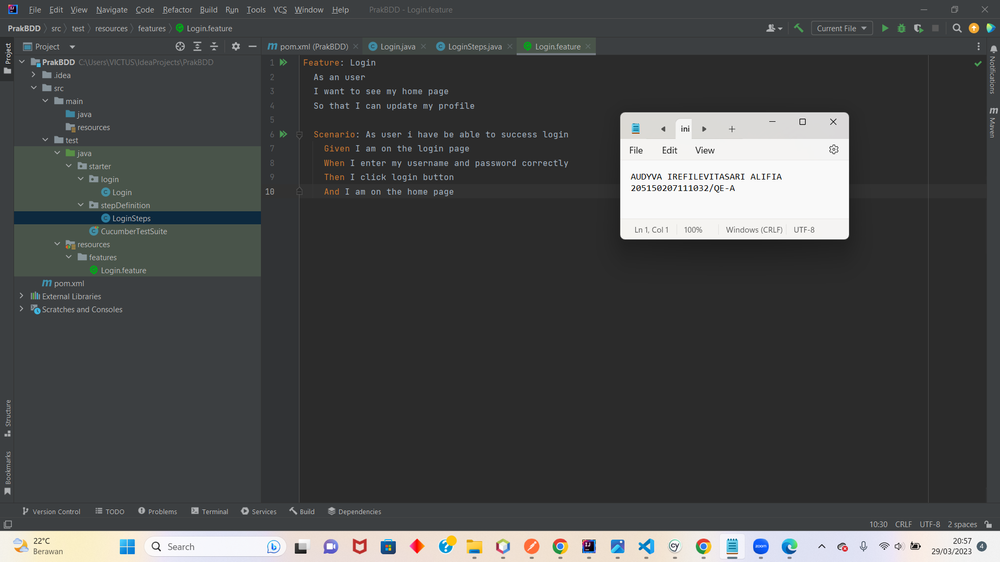 File Edit View Navigate Code Refactor Build Run Tools VCS Window Help PrakBDD - Login.feature
PrakBDD src test resources features Login.feature Current File
Project
Project
pom.xml (PrakBDD) Login.java LoginSteps.java Login.feature
PrakBDD C:\Users\VICTUS\IdeaProjects\PrakBDD
.idea
src
main
java
resources
test
java
starter
login
Login
stepDefinition
LoginSteps
CucumberTestSuite
resources
features
Login.feature
pom.xml
External Libraries
Scratches and Consoles
1 Feature: Login
2 As an user
3 I want to see my home page
4 So that I can update my profile
5
6 Scenario: As user i have be able to success login
7 Given I am on the login page
8 When I enter my username and password correctly
9 Then I click login button
10 And I am on the home page
ini
File Edit View
AUDYVA IREFILEVITASARI ALIFIA
205150207111032/QE-A
Ln 1, Col 1 100% Windows (CRLF) UTF-8
Notifications
Maven
Structure
Bookmarks
Version Control TODO Problems Terminal Services Build Dependencies
10:30 CRLF UTF-8 2 spaces
22°C
Berawan
Search
zoom
20:57
29/03/2023
4